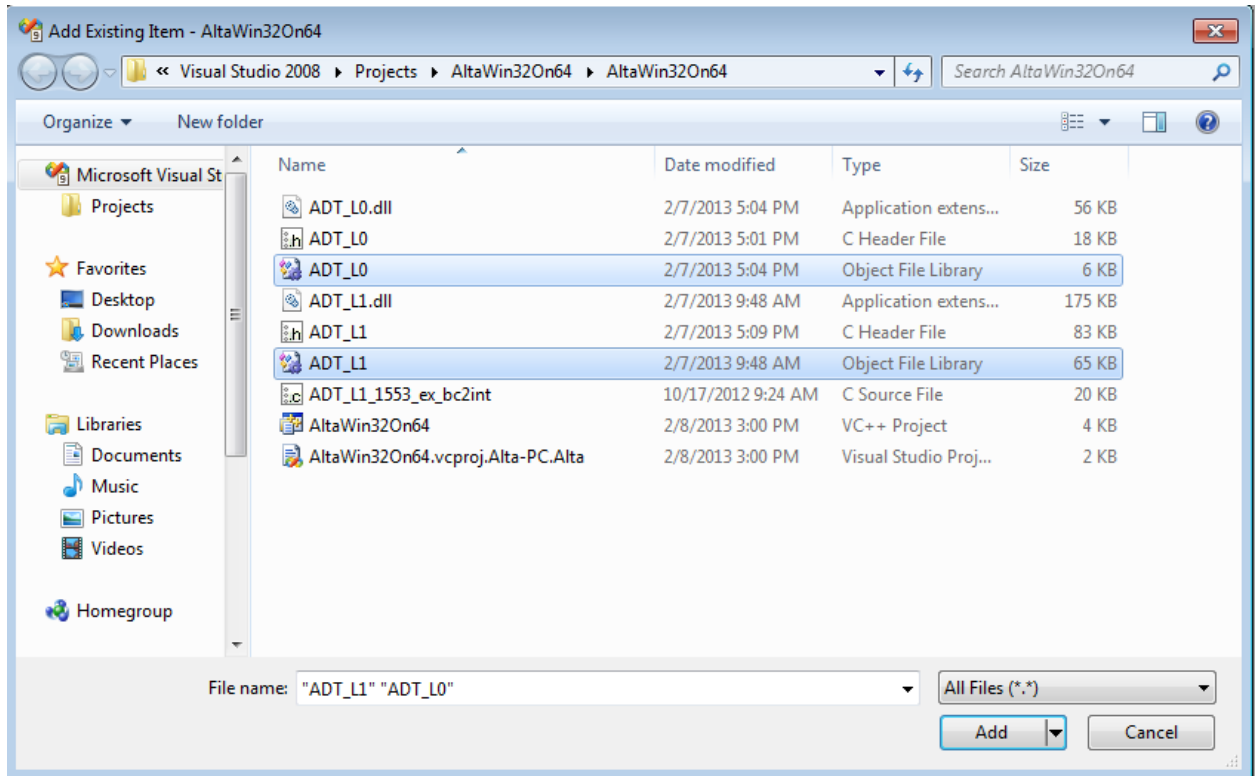 Add Existing Item - AltaWin32On64
« Visual Studio 2008 ▸ Projects ▸ AltaWin32On64 ▸ AltaWin32On64 Search AltaWin32On64
Organize New folder
Microsoft Visual St
Projects
Favorites
Desktop
Downloads
Recent Places
Libraries
Documents
Music
Pictures
Videos
Homegroup
Name Date modified Type Size
ADT_L0.dll 2/7/2013 5:04 PM Application extens... 56 KB
ADT_L0 2/7/2013 5:01 PM C Header File 18 KB
ADT_L0 2/7/2013 5:04 PM Object File Library 6 KB
ADT_L1.dll 2/7/2013 9:48 AM Application extens... 175 KB
ADT_L1 2/7/2013 5:09 PM C Header File 83 KB
ADT_L1 2/7/2013 9:48 AM Object File Library 65 KB
ADT_L1_1553_ex_bc2int 10/17/2012 9:24 AM C Source File 20 KB
AltaWin32On64 2/8/2013 3:00 PM VC++ Project 4 KB
AltaWin32On64.vcproj.Alta-PC.Alta 2/8/2013 3:00 PM Visual Studio Proj... 2 KB
File name: "ADT_L1" "ADT_L0" All Files (*.*)
Add Cancel